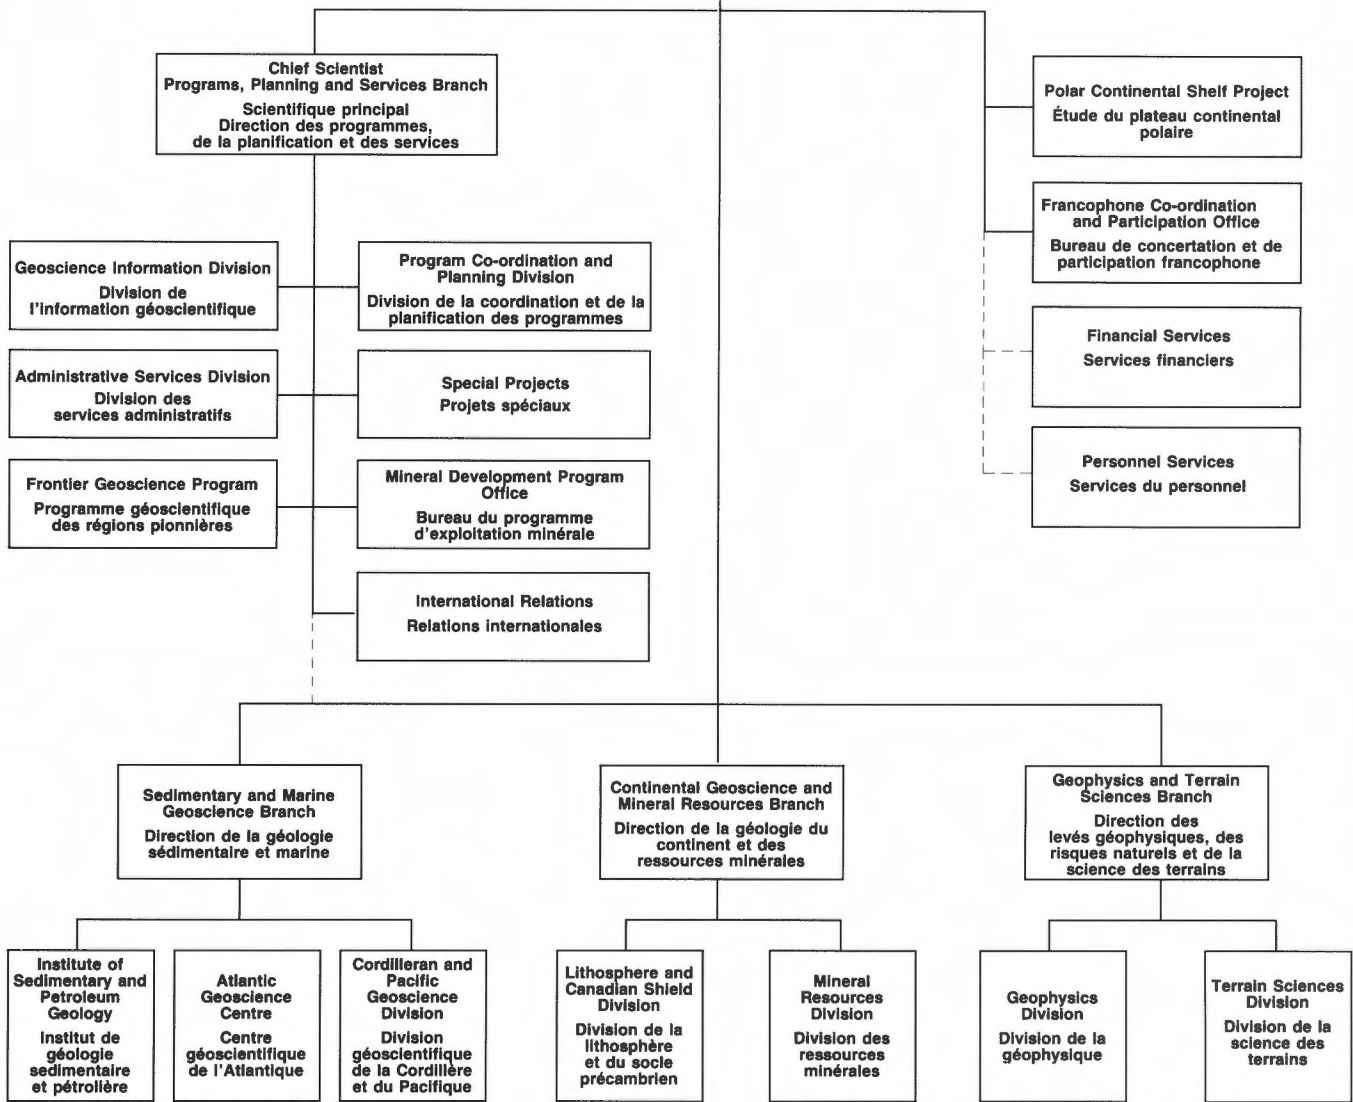 Chief Scientist
Programs, Planning and Services Branch
Scientifique principal
Direction des programmes,
de la planification et des services
Polar Continental Shelf Project
Étude du plateau continental
polaire
Francophone Co-ordination
and Participation Office
Bureau de concertation et de
participation francophone
Financial Services
Services financiers
Personnel Services
Services du personnel
Geoscience Information Division
Division de
l'information géoscientifique
Program Co-ordination and
Planning Division
Division de la coordination et de la
planification des programmes
Administrative Services Division
Division des
services administratifs
Special Projects
Projets spéciaux
Frontier Geoscience Program
Programme géoscientifique
des régions pionnières
Mineral Development Program
Office
Bureau du programme
d'exploitation minérale
International Relations
Relations internationales
Sedimentary and Marine
Geoscience Branch
Direction de la géologie
sédimentaire et marine
Continental Geoscience and
Mineral Resources Branch
Direction de la géologie du
continent et des
ressources minérales
Geophysics and Terrain
Sciences Branch
Direction des
levés géophysiques, des
risques naturels et de la
science des terrains
Institute of
Sedimentary and
Petroleum
Geology
Institut de
géologie
sedimentaire
et pétrolière
Atlantic
Geoscience
Centre
Centre
géoscientifique
de l'Atlantique
Cordilleran and
Pacific
Geoscience
Division
Division
géoscientifique
de la Cordillère
et du Pacifique
Lithosphere and
Canadian Shield
Division
Division de la
lithosphère
et du socie
précambrien
Mineral
Resources
Division
Division des
ressources
minérales
Geophysics
Division
Division de la
géophysique
Terrain Sciences
Division
Division de la
science des
terrains